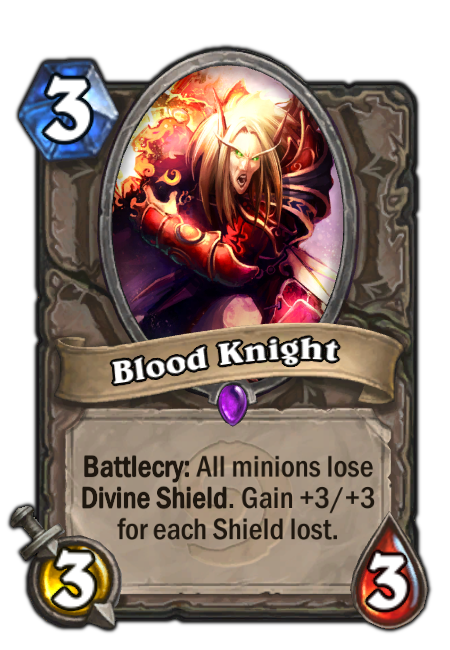 3
Blood Knight
Battlecry: All minions lose
Divine Shield. Gain +3/+3
for each Shield lost.
3
3